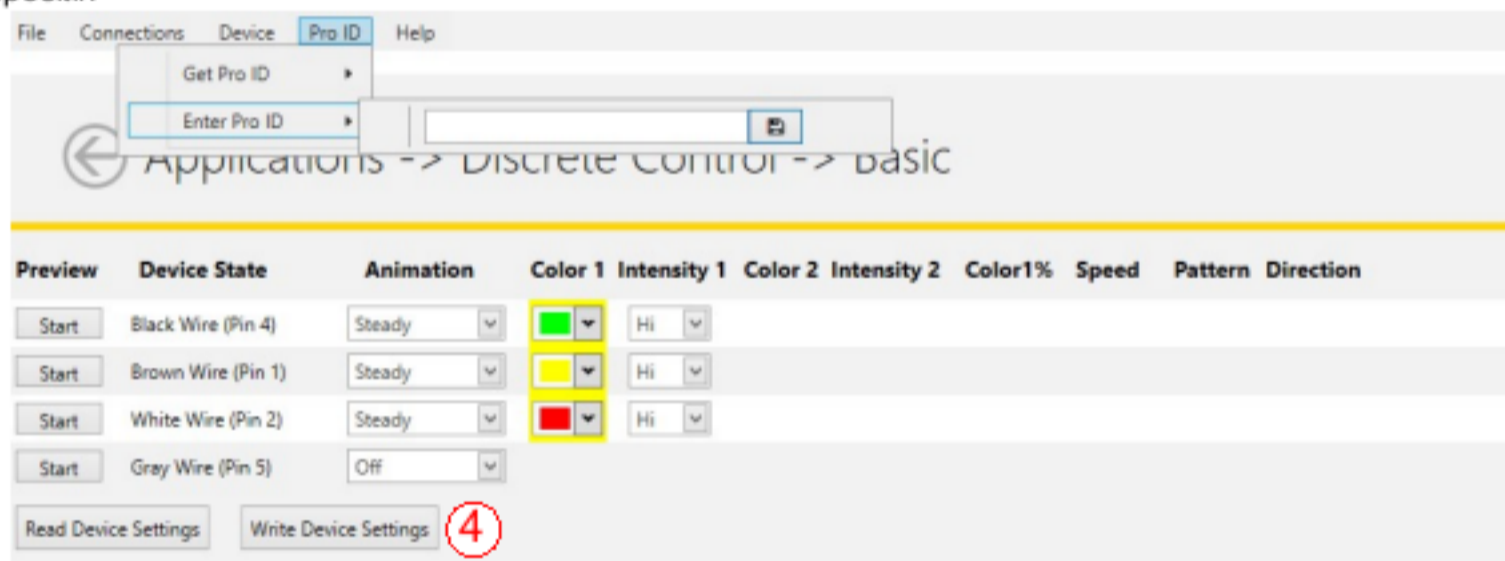 File Connections Device Pro ID Help
Get Pro ID
Enter Pro ID
Applications -> Discrete Control -> Basic
Preview Device State Animation Color 1 Intensity 1 Color 2 Intensity 2 Color1% Speed Pattern Direction
Start Black Wire (Pin 4) Steady Hi
Start Brown Wire (Pin 1) Steady Hi
Start White Wire (Pin 2) Steady Hi
Start Gray Wire (Pin 5) Off
Read Device Settings Write Device Settings 4